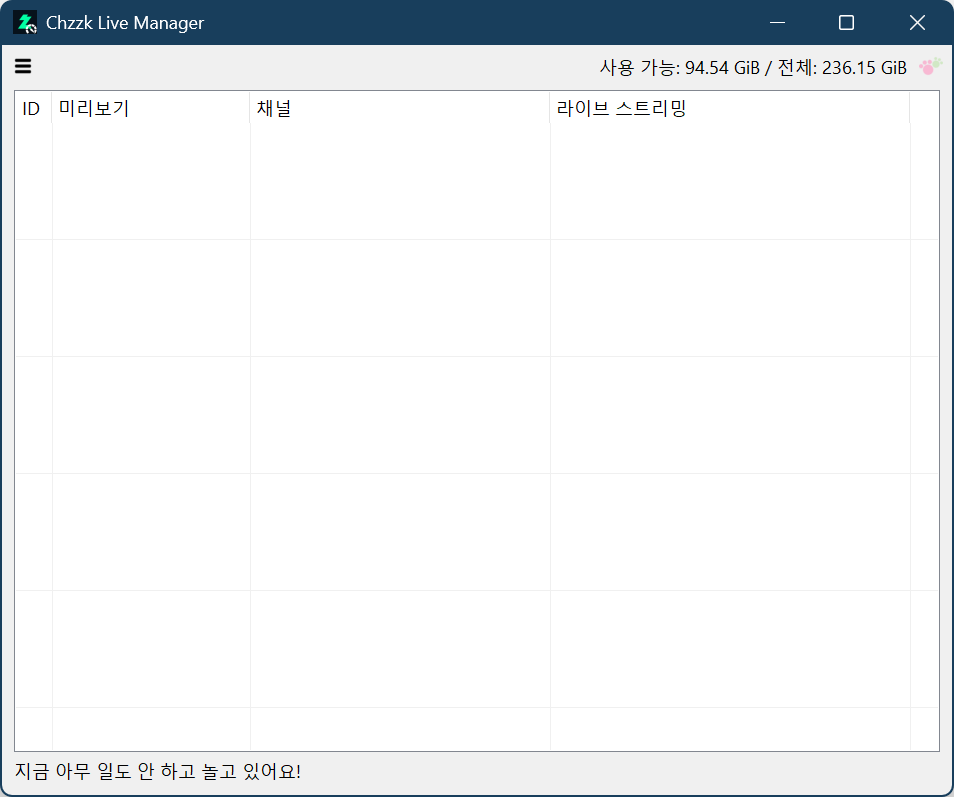 Chzzk Live Manager
사용 가능: 94.54 GiB / 전체: 236.15 GiB
ID 미리보기 채널 라이브 스트리밍
지금 아무 일도 안 하고 놀고 있어요!